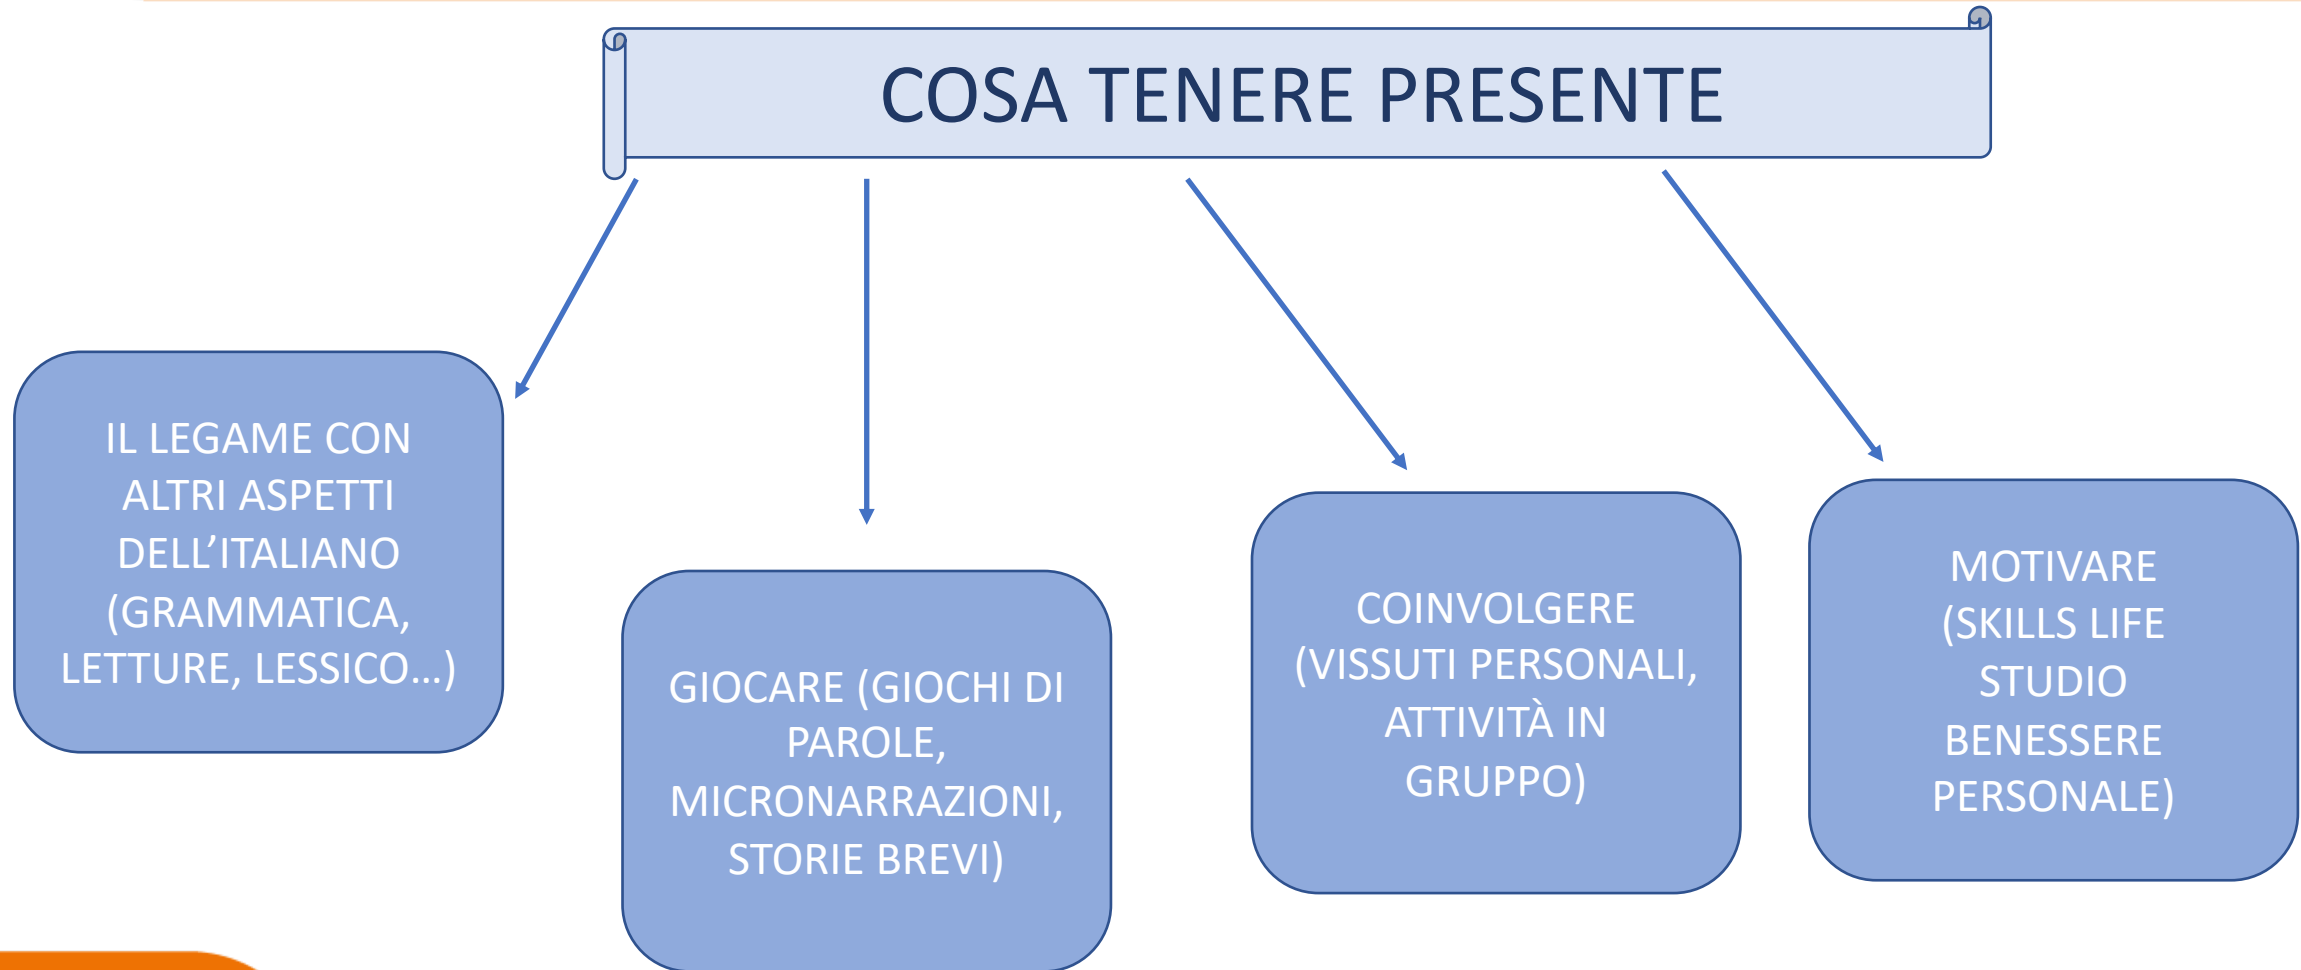 COSA TENERE PRESENTE
IL LEGAME CON
ALTRI ASPETTI
DELL’ITALIANO
(GRAMMATICA,
LETTURE, LESSICO…)
GIOCARE (GIOCHI DI
PAROLE,
MICRONARRAZIONI,
STORIE BREVI)
COINVOLGERE
(VISSUTI PERSONALI,
ATTIVITÀ IN
GRUPPO)
MOTIVARE
(SKILLS LIFE
STUDIO
BENESSERE
PERSONALE)